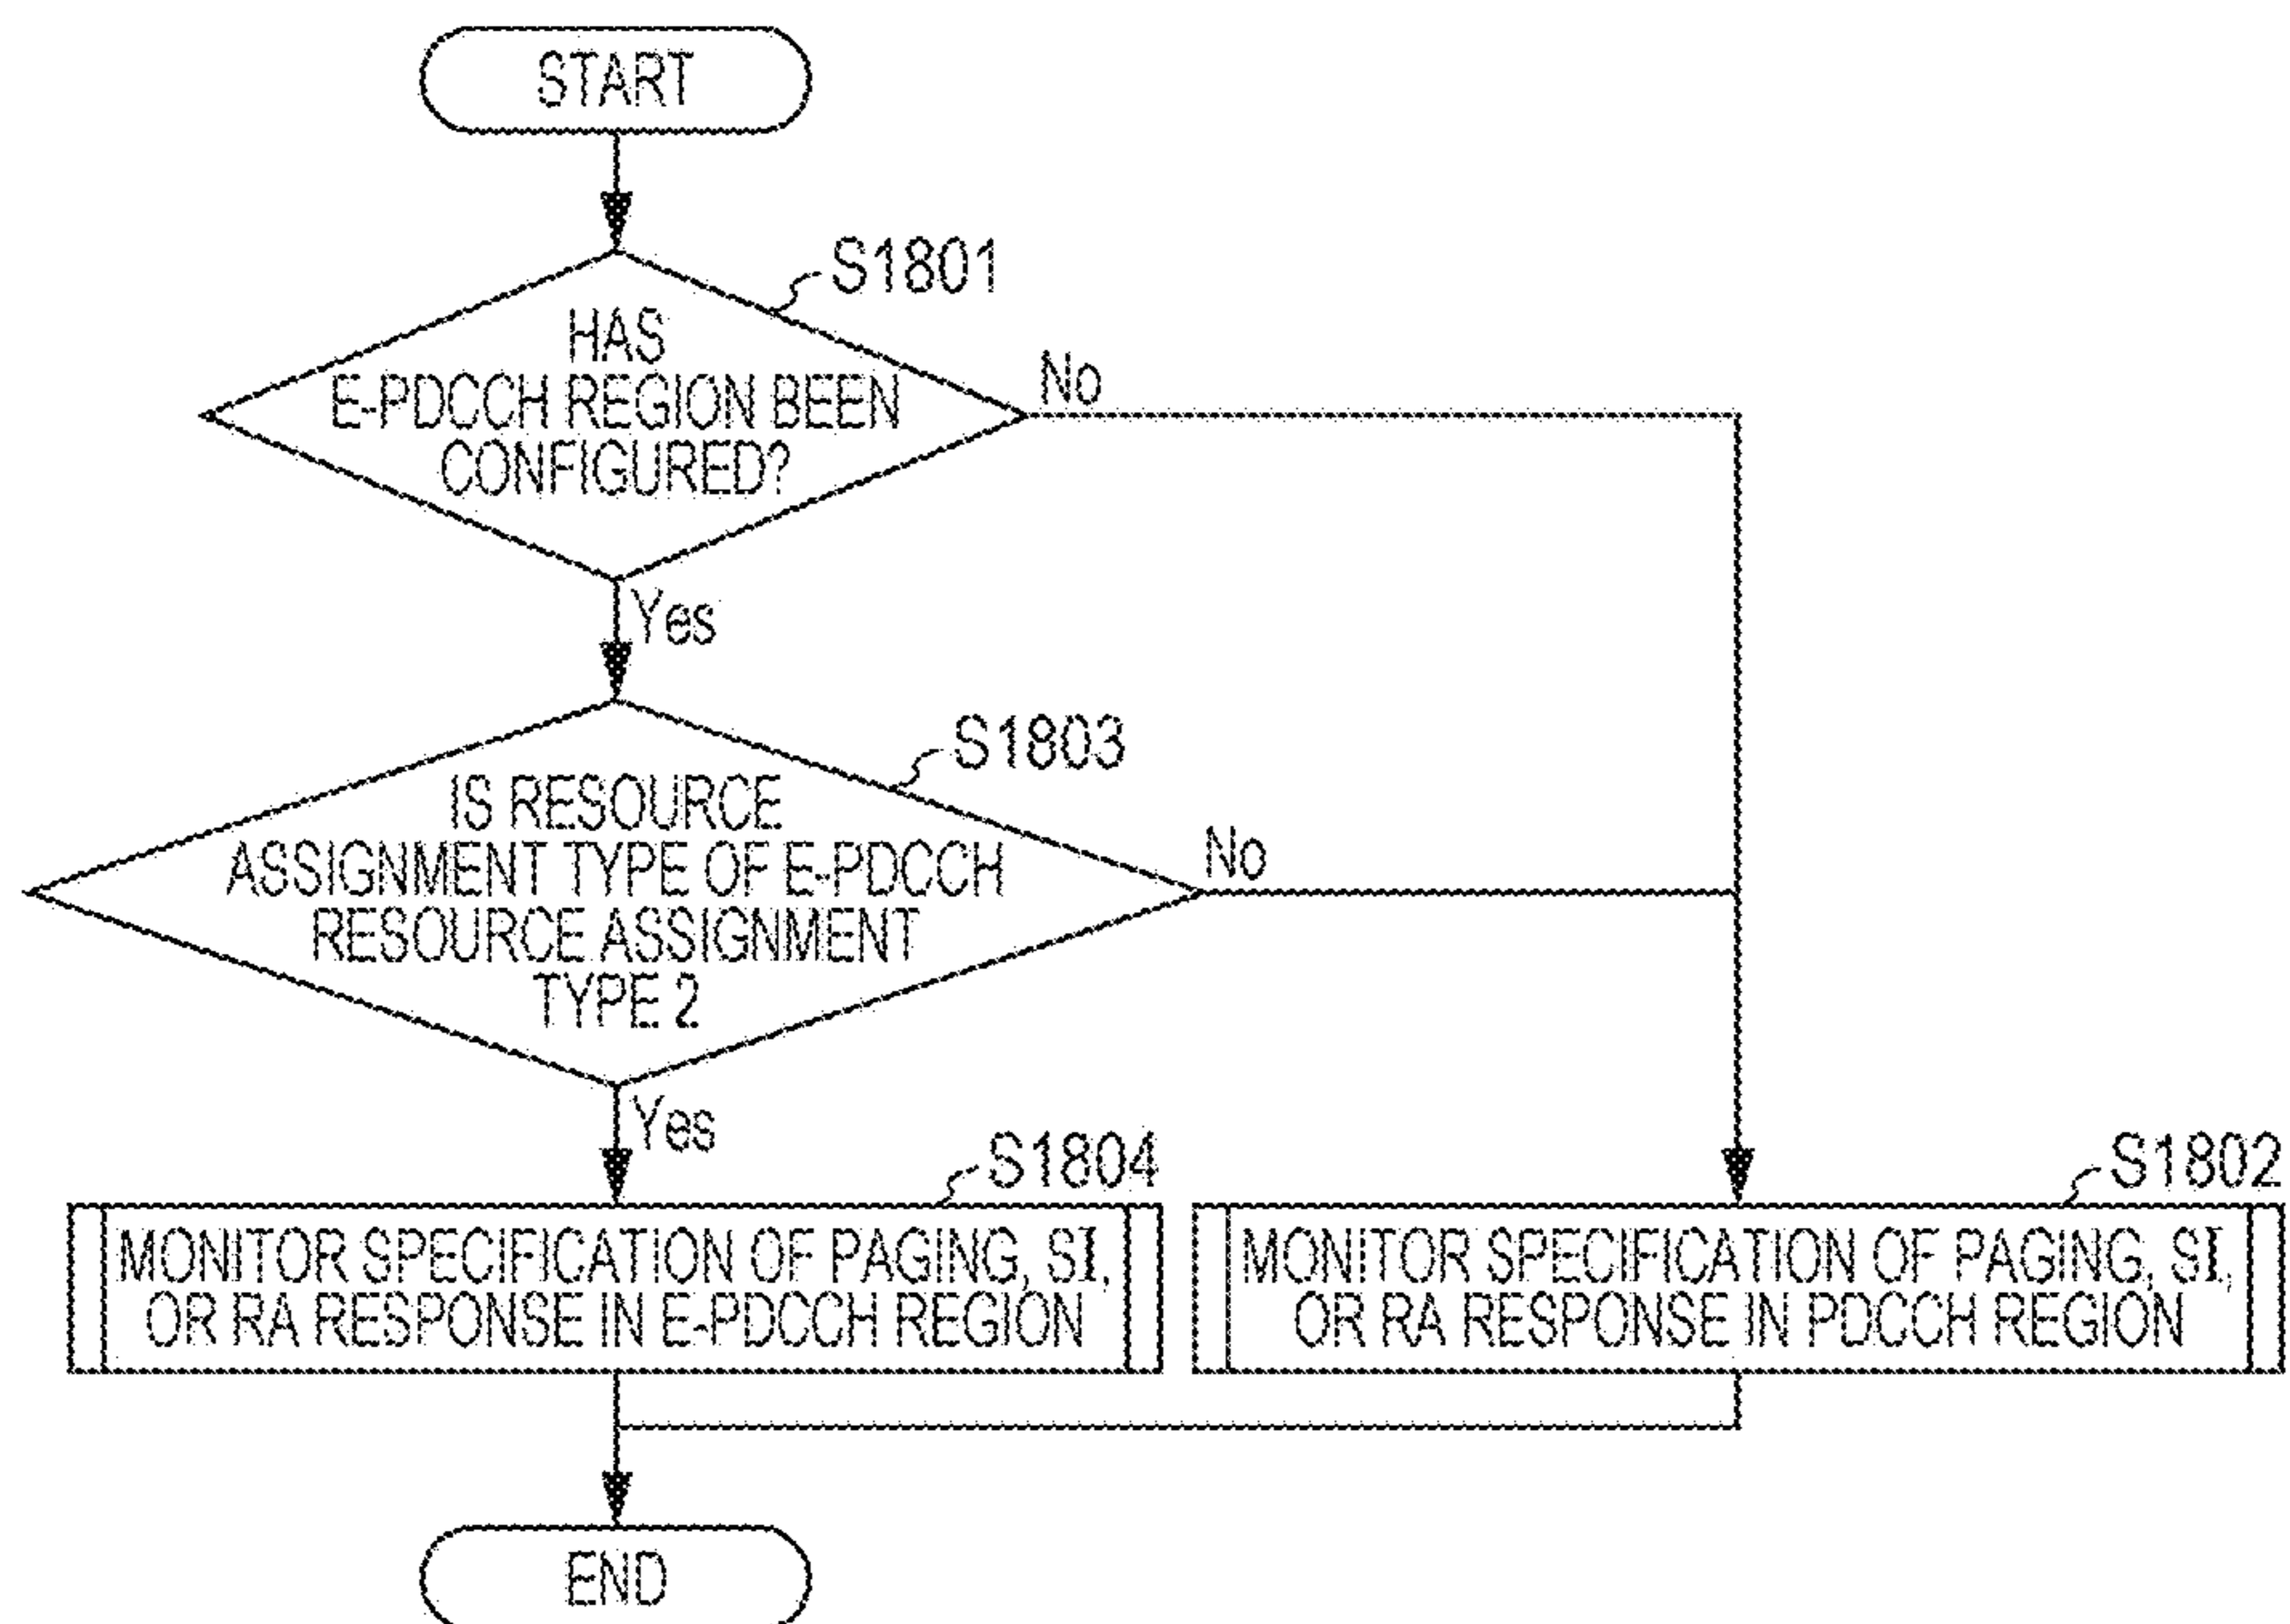 START
S1801
HAS
E-PDCCH REGION BEEN
CONFIGURED?
No
Yes
S1803
IS RESOURCE
ASSIGNMENT TYPE OF E-PDCCH
RESOURCE ASSIGNMENT
TYPE 2
No
Yes
S1804
MONITOR SPECIFICATION OF PAGING, SI,
OR RA RESPONSE IN E-PDCCH REGION
S1802
MONITOR SPECIFICATION OF PAGING, SI,
OR RA RESPONSE IN PDCCH REGION
END